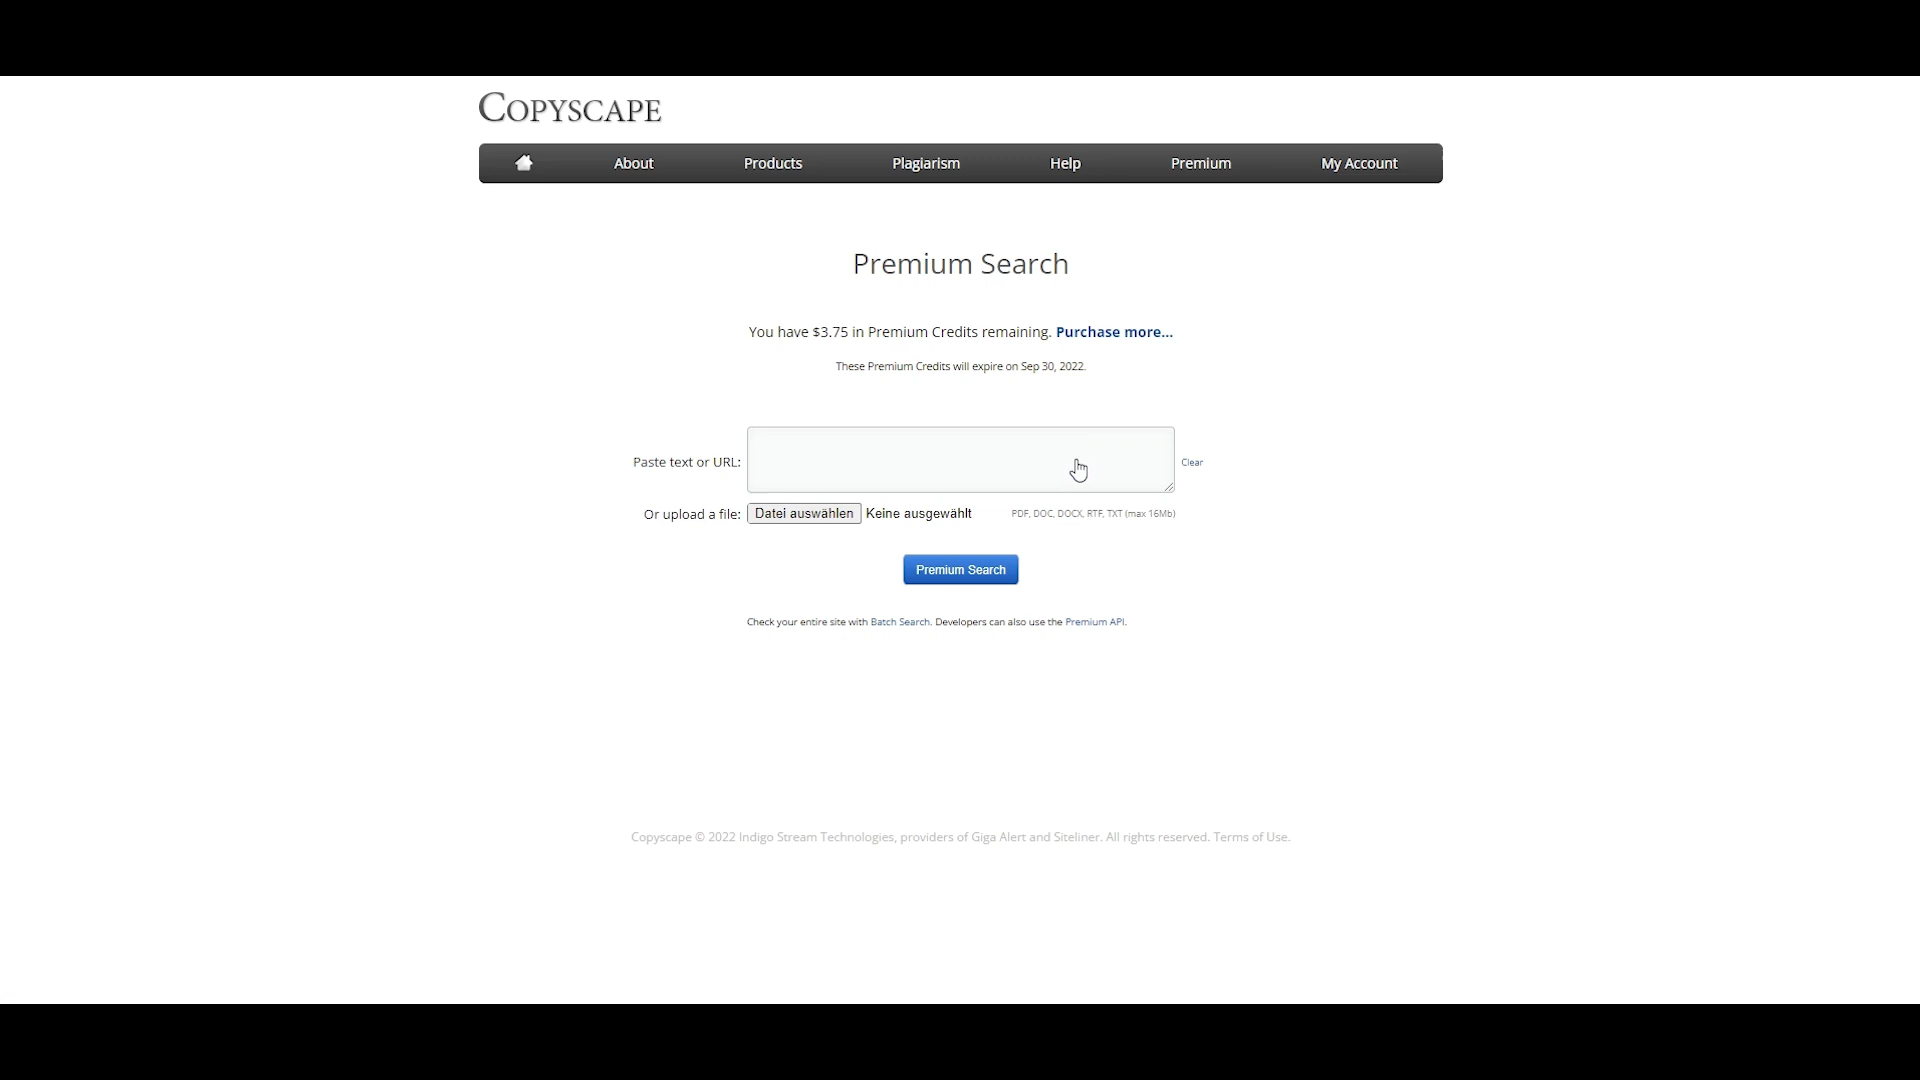 COPYSCAPE
About Products Plagiarism Help Premium My Account
Premium Search
You have $3.75 in Premium Credits remaining. Purchase more...
These Premium Credits will expire on Sep 30, 2022.
Paste text or URL: Clear
Or upload a file: Datei auswählen Keine ausgewählt PDF, DOC, DOCX, RTF, TXT (max 16Mb)
Premium Search
Check your entire site with Batch Search. Developers can also use the Premium API.
Copyscape © 2022 Indigo Stream Technologies, providers of Giga Alert and Siteliner. All rights reserved. Terms of Use.